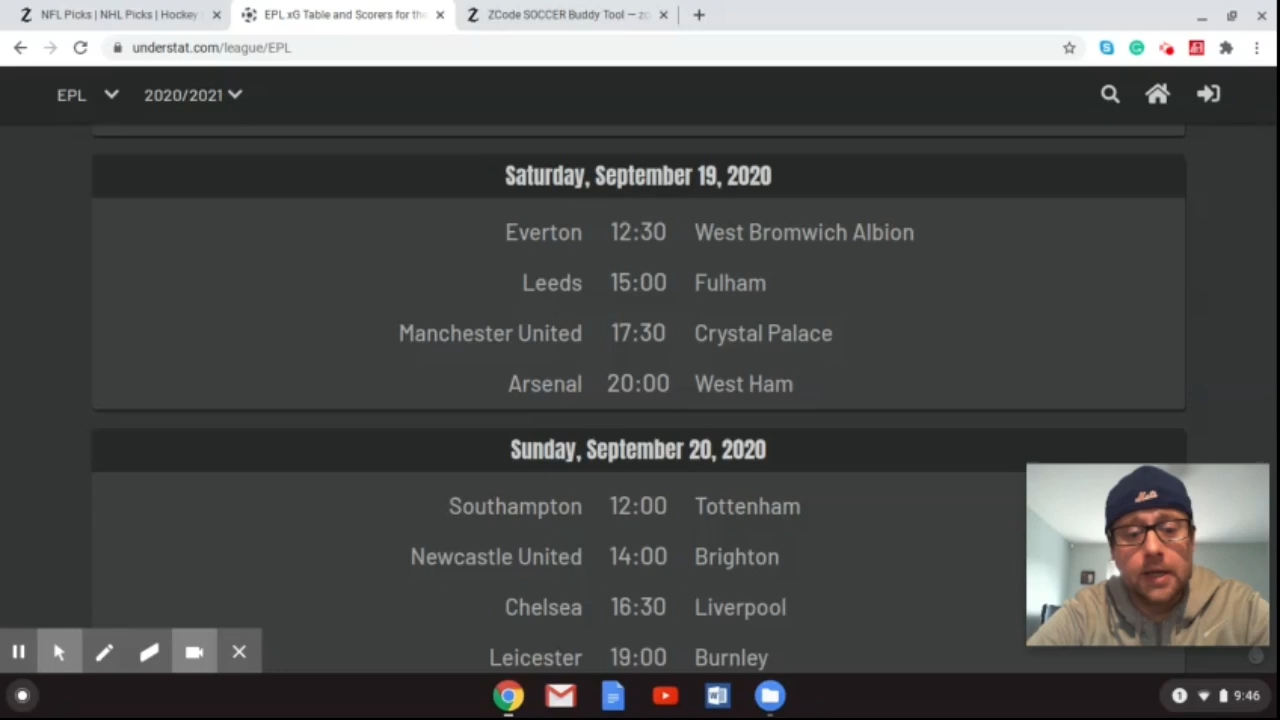 NFL Picks | NHL Picks | Hockey
EPL xG Table and Scorers for the
ZCode SOCCER Buddy Tool — zc
understat.com/league/EPL
EPL
2020/2021
Saturday, September 19, 2020
Everton 12:30 West Bromwich Albion
Leeds 15:00 Fulham
Manchester United 17:30 Crystal Palace
Arsenal 20:00 West Ham
Sunday, September 20, 2020
Southampton 12:00 Tottenham
Newcastle United 14:00 Brighton
Chelsea 16:30 Liverpool
Leicester 19:00 Burnley
1 9:46